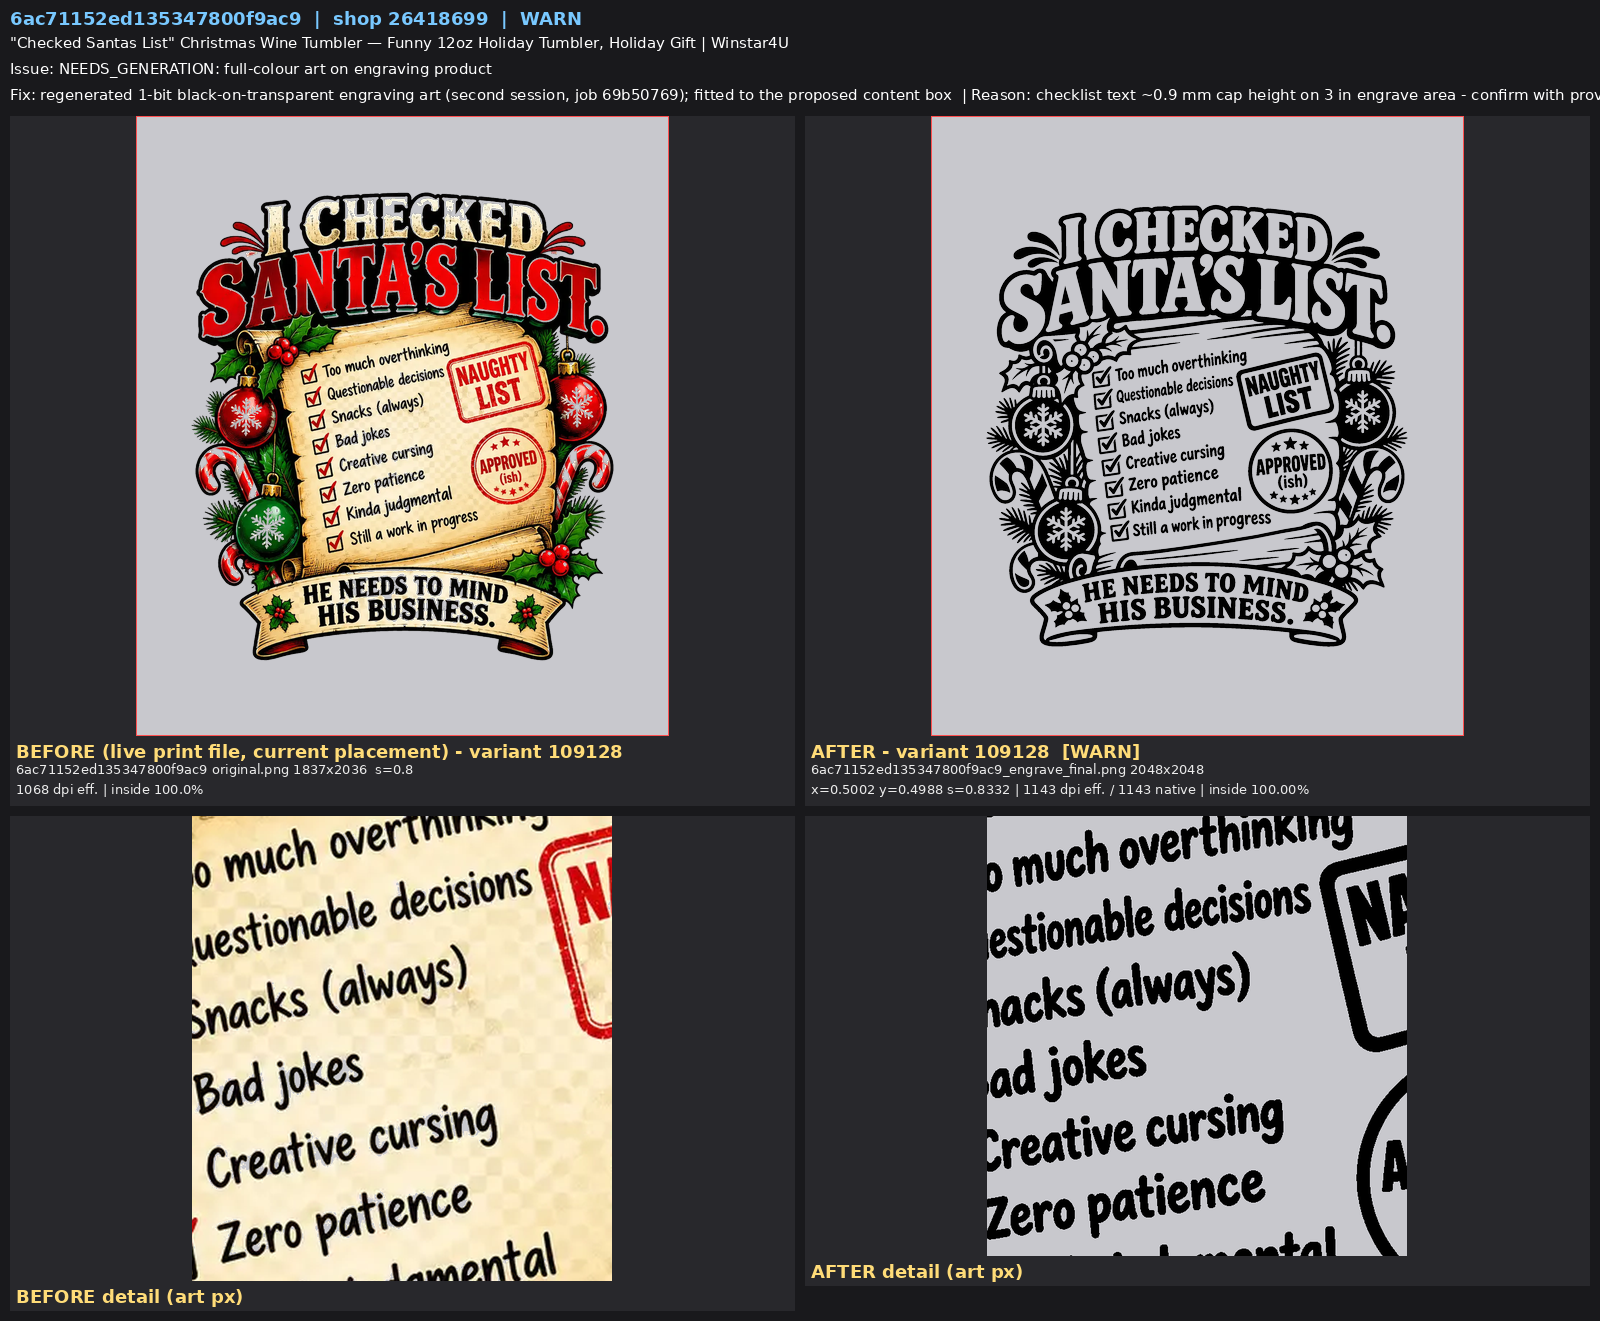 6ac71152ed135347800f9ac9 | shop 26418699 | WARN
"Checked Santas List" Christmas Wine Tumbler — Funny 12oz Holiday Tumbler, Holiday Gift | Winstar4U
Issue: NEEDS_GENERATION: full-colour art on engraving product
Fix: regenerated 1-bit black-on-transparent engraving art (second session, job 69b50769); fitted to the proposed content box | Reason: checklist text ~0.9 mm cap height on 3 in engrave area - confirm with prov
I CHECKED
SANTA'S LIST.
Too much overthinking
Questionable decisions
Snacks (always)
Bad jokes
Creative cursing
Zero patience
Kinda judgmental
Still a work in progress
NAUGHTY
LIST
APPROVED
(ish)
HE NEEDS TO MIND
HIS BUSINESS.
BEFORE (live print file, current placement) - variant 109128
6ac71152ed135347800f9ac9 original.png 1837x2036 s=0.8
1068 dpi eff. | inside 100.0%
I CHECKED
SANTA'S LIST.
Too much overthinking
Questionable decisions
Snacks (always)
Bad jokes
Creative cursing
Zero patience
Kinda judgmental
Still a work in progress
NAUGHTY
LIST
APPROVED
(ish)
HE NEEDS TO MIND
HIS BUSINESS.
AFTER - variant 109128 [WARN]
6ac71152ed135347800f9ac9_engrave_final.png 2048x2048
x=0.5002 y=0.4988 s=0.8332 | 1143 dpi eff. / 1143 native | inside 100.00%
oo much overthinking
uestionable decisions
Snacks (always)
Bad jokes
Creative cursing
Zero patience
damental
N
BEFORE detail (art px)
o much overthinking
estionable decisions
nacks (always)
ad jokes
Creative cursing
Zero patience
mental
NA
A
AFTER detail (art px)